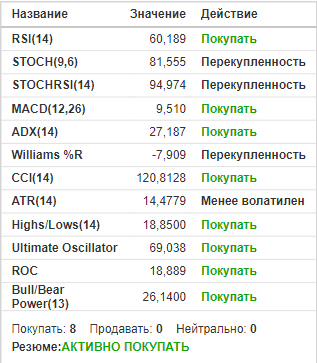 Название Значение Действие
RSI(14) 60,189 Покупать
STOCH(9,6) 81,555 Перекупленность
STOCHRSI(14) 94,974 Перекупленность
MACD(12,26) 9,510 Покупать
ADX(14) 27,187 Покупать
Williams %R -7,909 Перекупленность
CCI(14) 120,8128 Покупать
ATR(14) 14,4779 Менее волатилен
Highs/Lows(14) 18,8500 Покупать
Ultimate Oscillator 69,038 Покупать
ROC 18,889 Покупать
Bull/Bear
Power(13) 26,1400 Покупать
Покупать: 8 Продавать: 0 Нейтрально: 0
Резюме:АКТИВНО ПОКУПАТЬ